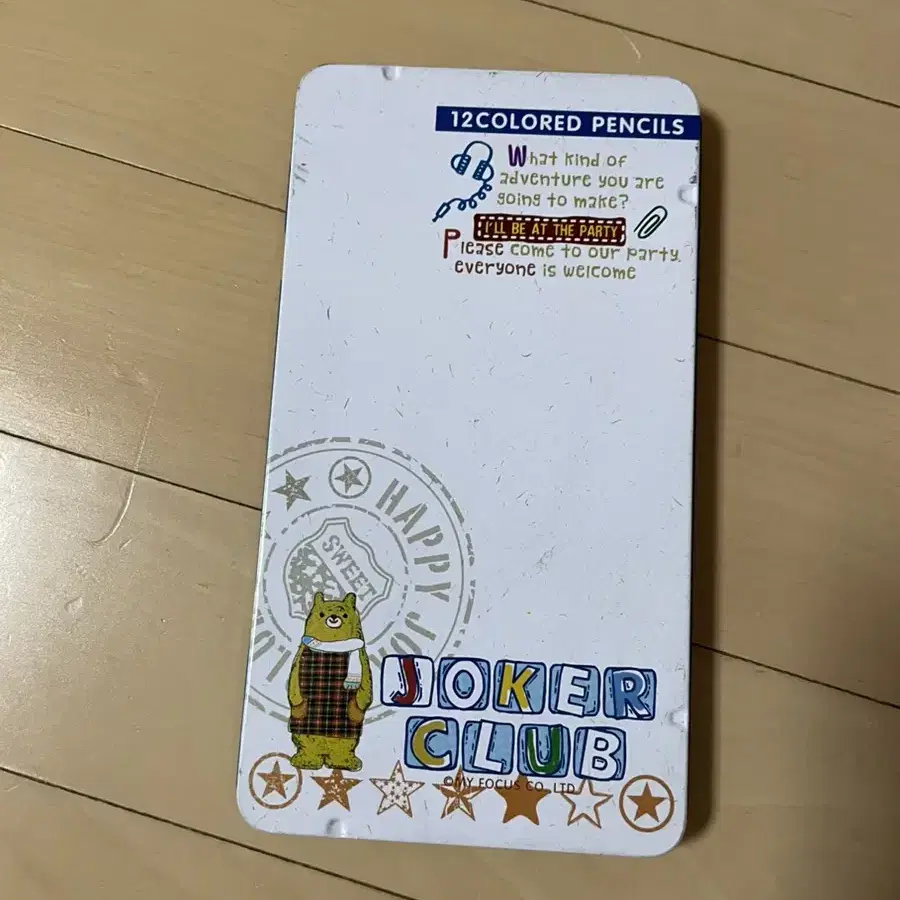 12COLORED PENCILS
What kind of
adventure you are
going to make?
I'LL BE AT THE PARTY
Please come to our party.
everyone is welcome
HAPPY JO
SWEET
JOKER
CLUB
©MY FOCUS CO.,LTD.